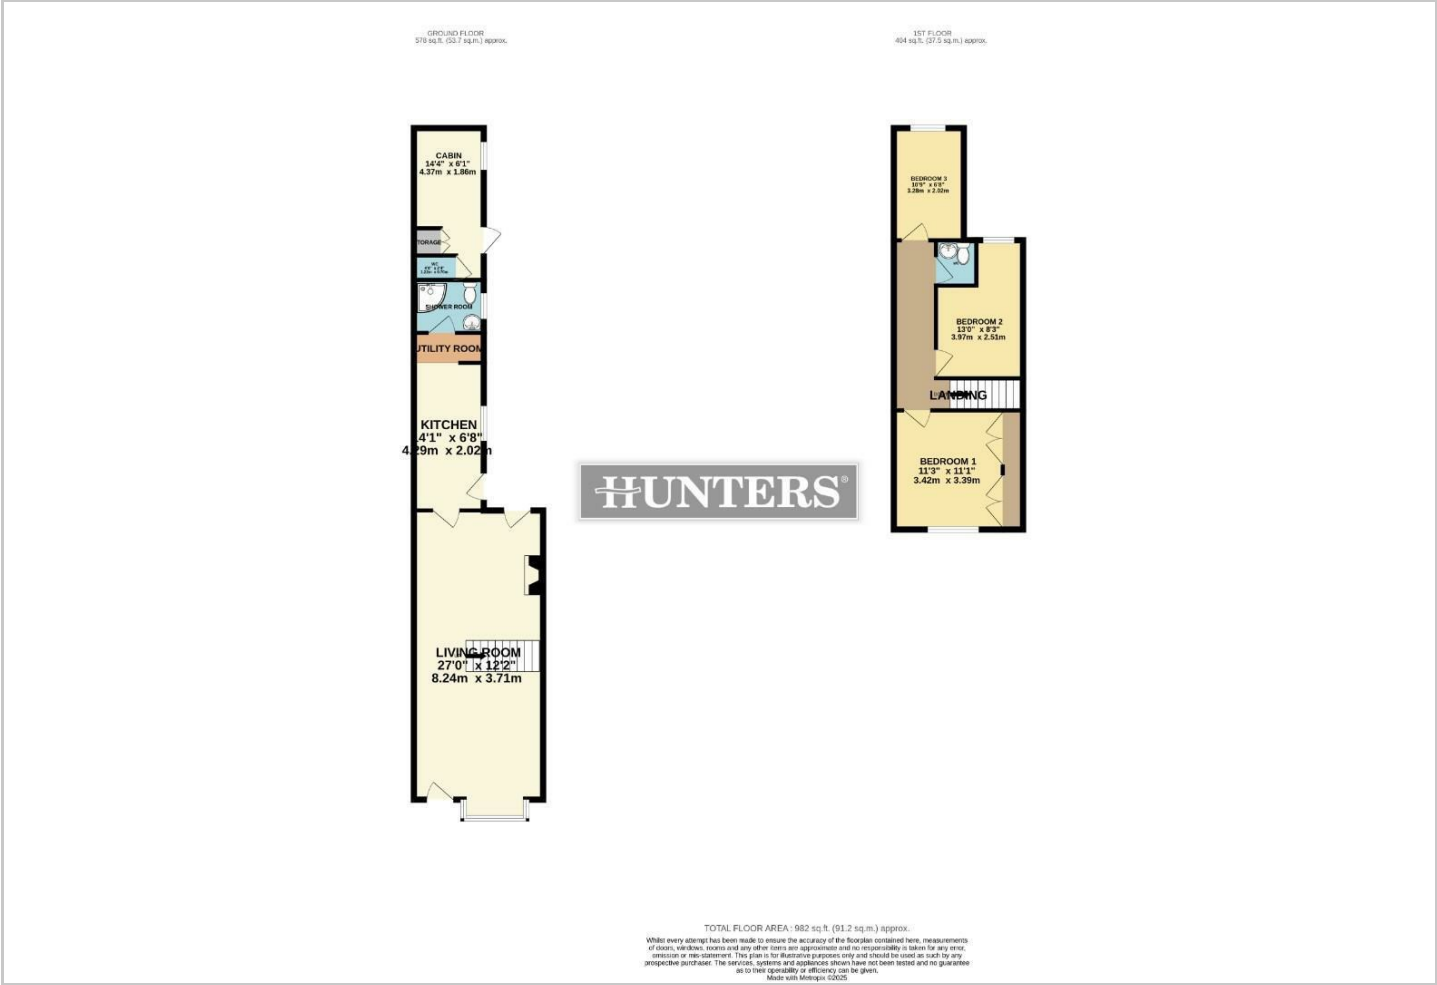 GROUND FLOOR
578 sq.ft. (53.7 sq.m.) approx.
1ST FLOOR
404 sq.ft. (37.5 sq.m.) approx.
CABIN
14'4" x 6'1"
4.37m x 1.86m
TORAGE
WC
SHOWER ROOM
UTILITY ROOM
KITCHEN
4'1" x 6'8"
4.29m x 2.02m
LIVING ROOM
27'0" x 12'2"
8.24m x 3.71m
BEDROOM 3
10'9" x 6'8"
3.28m x 2.02m
BEDROOM 2
13'0" x 8'3"
3.97m x 2.51m
LANDING
BEDROOM 1
11'3" x 11'1"
3.42m x 3.39m
HUNTERS®
TOTAL FLOOR AREA : 982 sq.ft. (91.2 sq.m.) approx.
Whilst every attempt has been made to ensure the accuracy of the floorplan contained here, measurements
of doors, windows, rooms and any other items are approximate and no responsibility is taken for any error,
omission or mis-statement. This plan is for illustrative purposes only and should be used as such by any
prospective purchaser. The services, systems and appliances shown have not been tested and no guarantee
as to their operability or efficiency can be given.
Made with Metropix ©2025